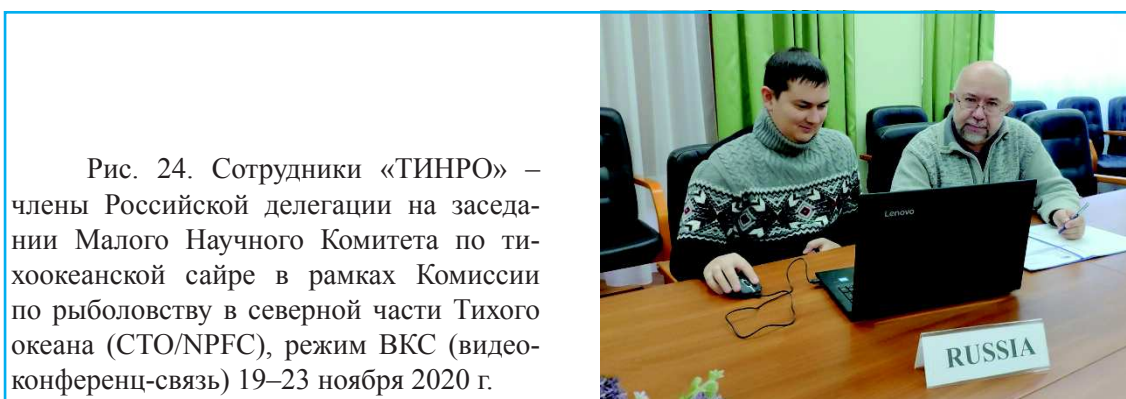 Рис. 24. Сотрудники «ТИНРО» –
члены Российской делегации на заседа-
нии Малого Научного Комитета по ти-
хоокеанской сайре в рамках Комиссии
по рыболовству в северной части Тихого
океана (СТО/NPFC), режим ВКС (видео-
конференц-связь) 19–23 ноября 2020 г.
Lenovo
RUSSIA